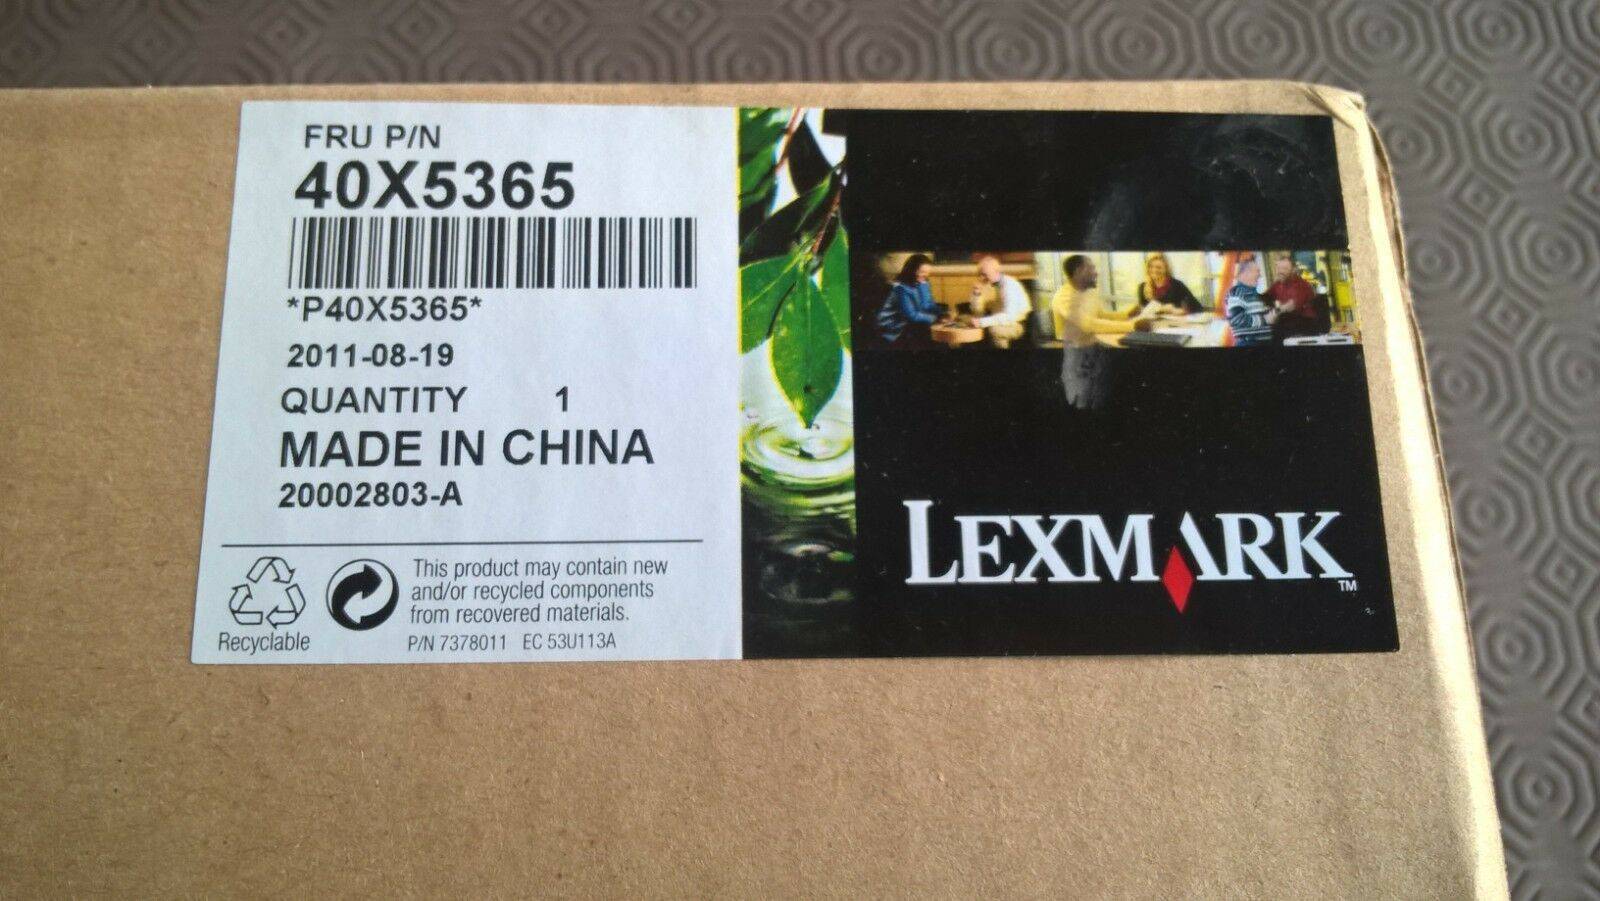 FRU P/N
40X5365
*P40X5365*
2011-08-19
QUANTITY 1
MADE IN CHINA
20002803-A
Recyclable
This product may contain new
and/or recycled components
from recovered materials.
P/N 7378011 EC 53U113A
LEXMARK™